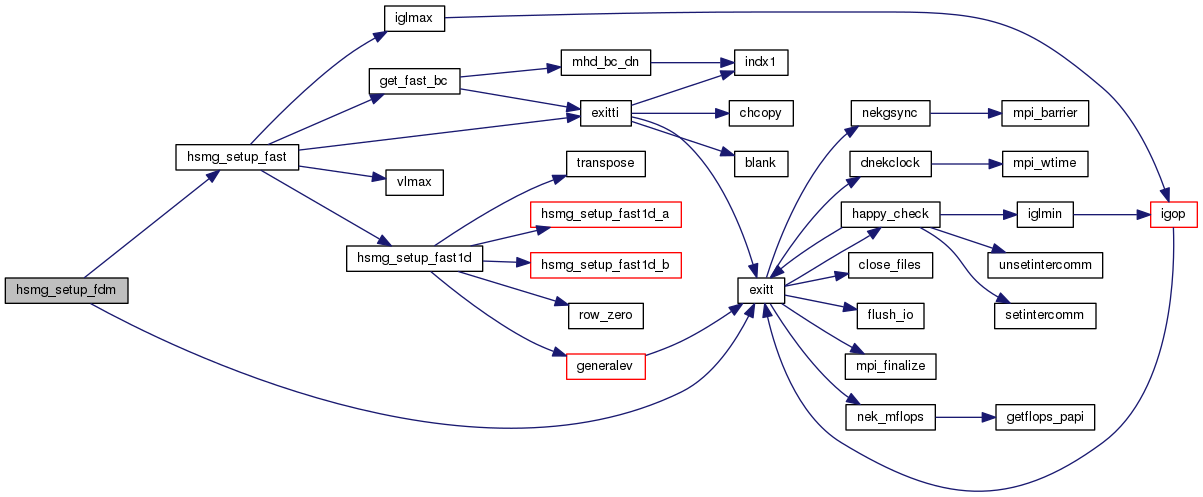 iglmax
mhd_bc_dn
indx1
get_fast_bc
exitti
chcopy
nekgsync
mpi_barrier
hsmg_setup_fast
transpose
blank
dnekclock
mpi_wtime
vlmax
hsmg_setup_fast1d_a
happy_check
iglmin
igop
hsmg_setup_fast1d
hsmg_setup_fast1d_b
close_files
unsetintercomm
hsmg_setup_fdm
exitt
row_zero
flush_io
setintercomm
generalev
mpi_finalize
nek_mflops
getflops_papi